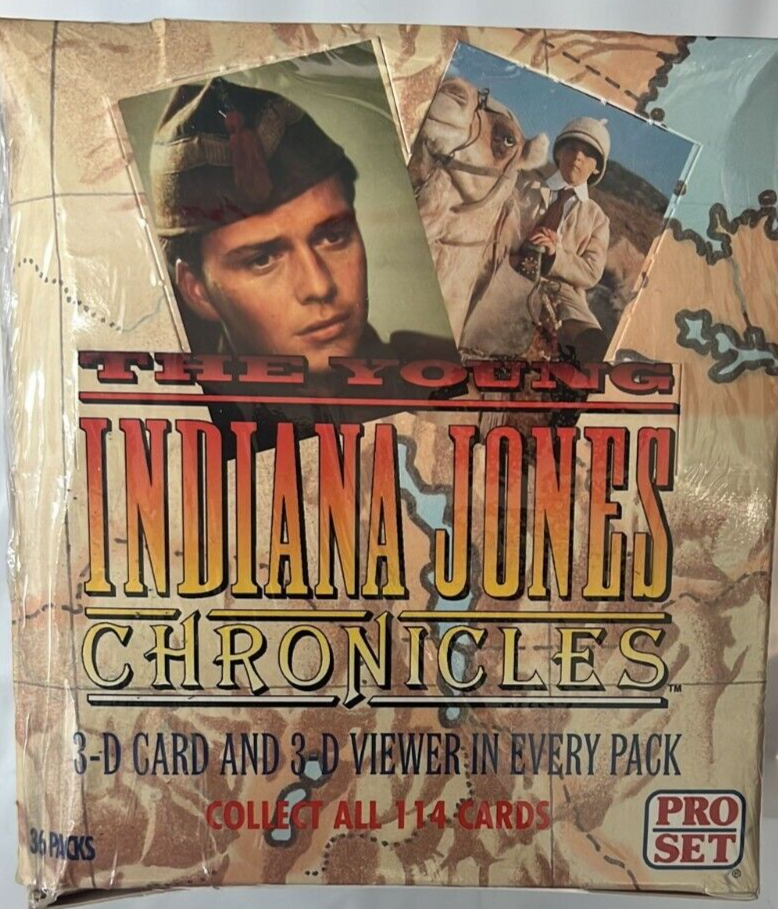 THE YOUNG
INDIANA JONES
CHRONICLES™
3-D CARD AND 3-D VIEWER IN EVERY PACK
COLLECT ALL 114 CARDS
36 PACKS
PRO
SET
®